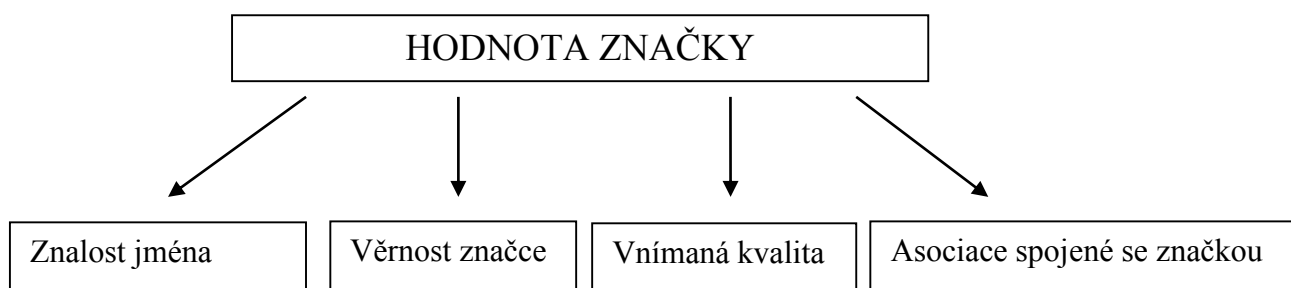 HODNOTA ZNAČKY
Znalost jména
Věrnost značce
Vnímaná kvalita
Asociace spojené se značkou